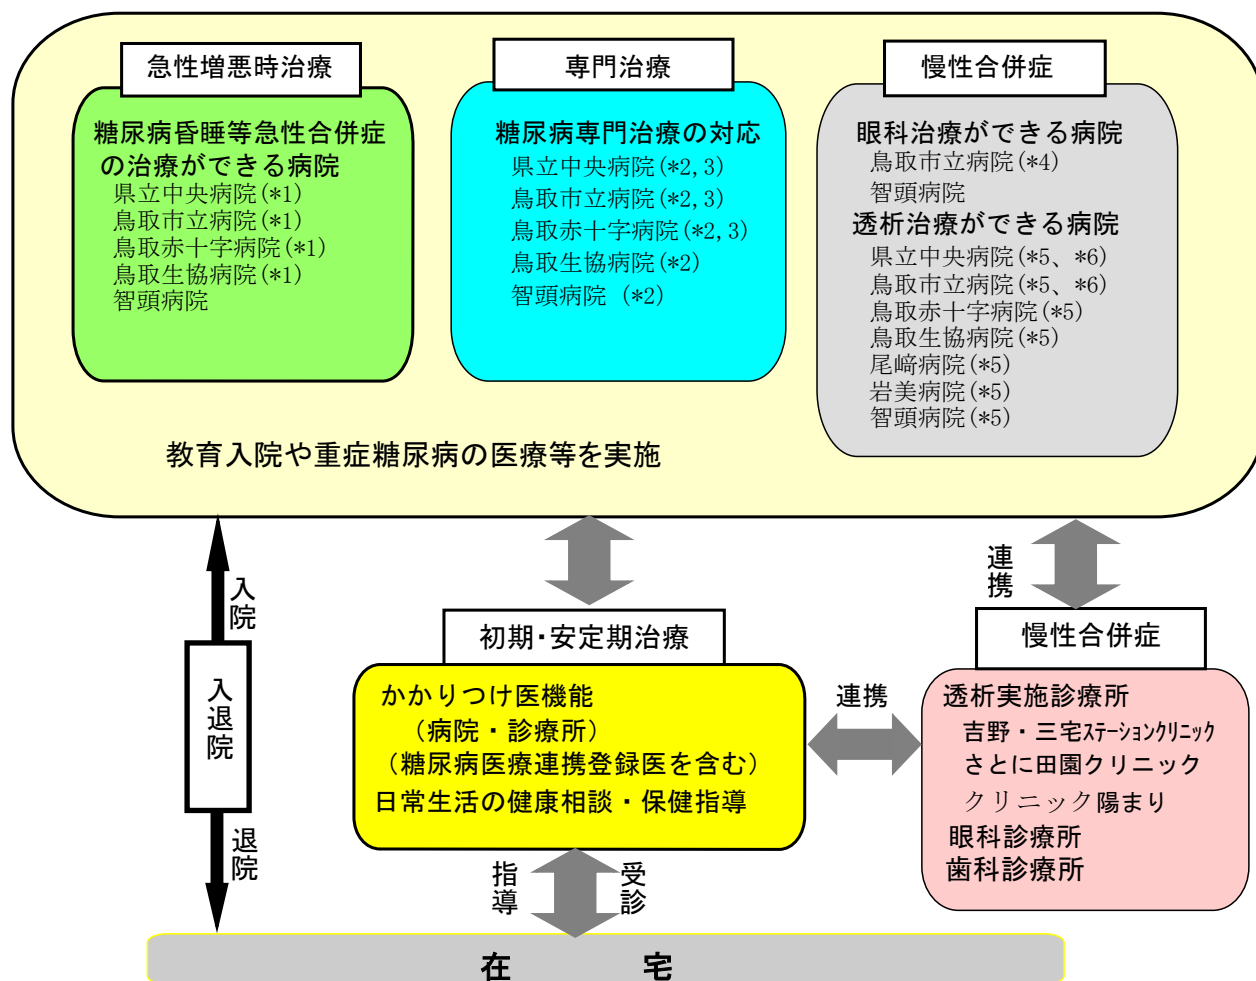 急性増悪時治療
糖尿病昏睡等急性合併症
の治療ができる病院
県立中央病院(*1)
鳥取市立病院(*1)
鳥取赤十字病院(*1)
鳥取生協病院(*1)
智頭病院
専門治療
糖尿病専門治療の対応
県立中央病院(*2,3)
鳥取市立病院(*2,3)
鳥取赤十字病院(*2,3)
鳥取生協病院(*2)
智頭病院 (*2)
慢性合併症
眼科治療ができる病院
鳥取市立病院(*4)
智頭病院
透析治療ができる病院
県立中央病院(*5、*6)
鳥取市立病院(*5、*6)
鳥取赤十字病院(*5)
鳥取生協病院(*5)
尾﨑病院(*5)
岩美病院(*5)
智頭病院(*5)
教育入院や重症糖尿病の医療等を実施
入院
入退院
退院
連携
初期・安定期治療
かかりつけ医機能
（病院・診療所）
（糖尿病医療連携登録医を含む）
日常生活の健康相談・保健指導
連携
慢性合併症
透析実施診療所
吉野・三宅ｽﾃｰｼｮﾝｸﾘﾆｯｸ
さとに田園クリニック
クリニック陽まり
眼科診療所
歯科診療所
指導
受診
在　宅